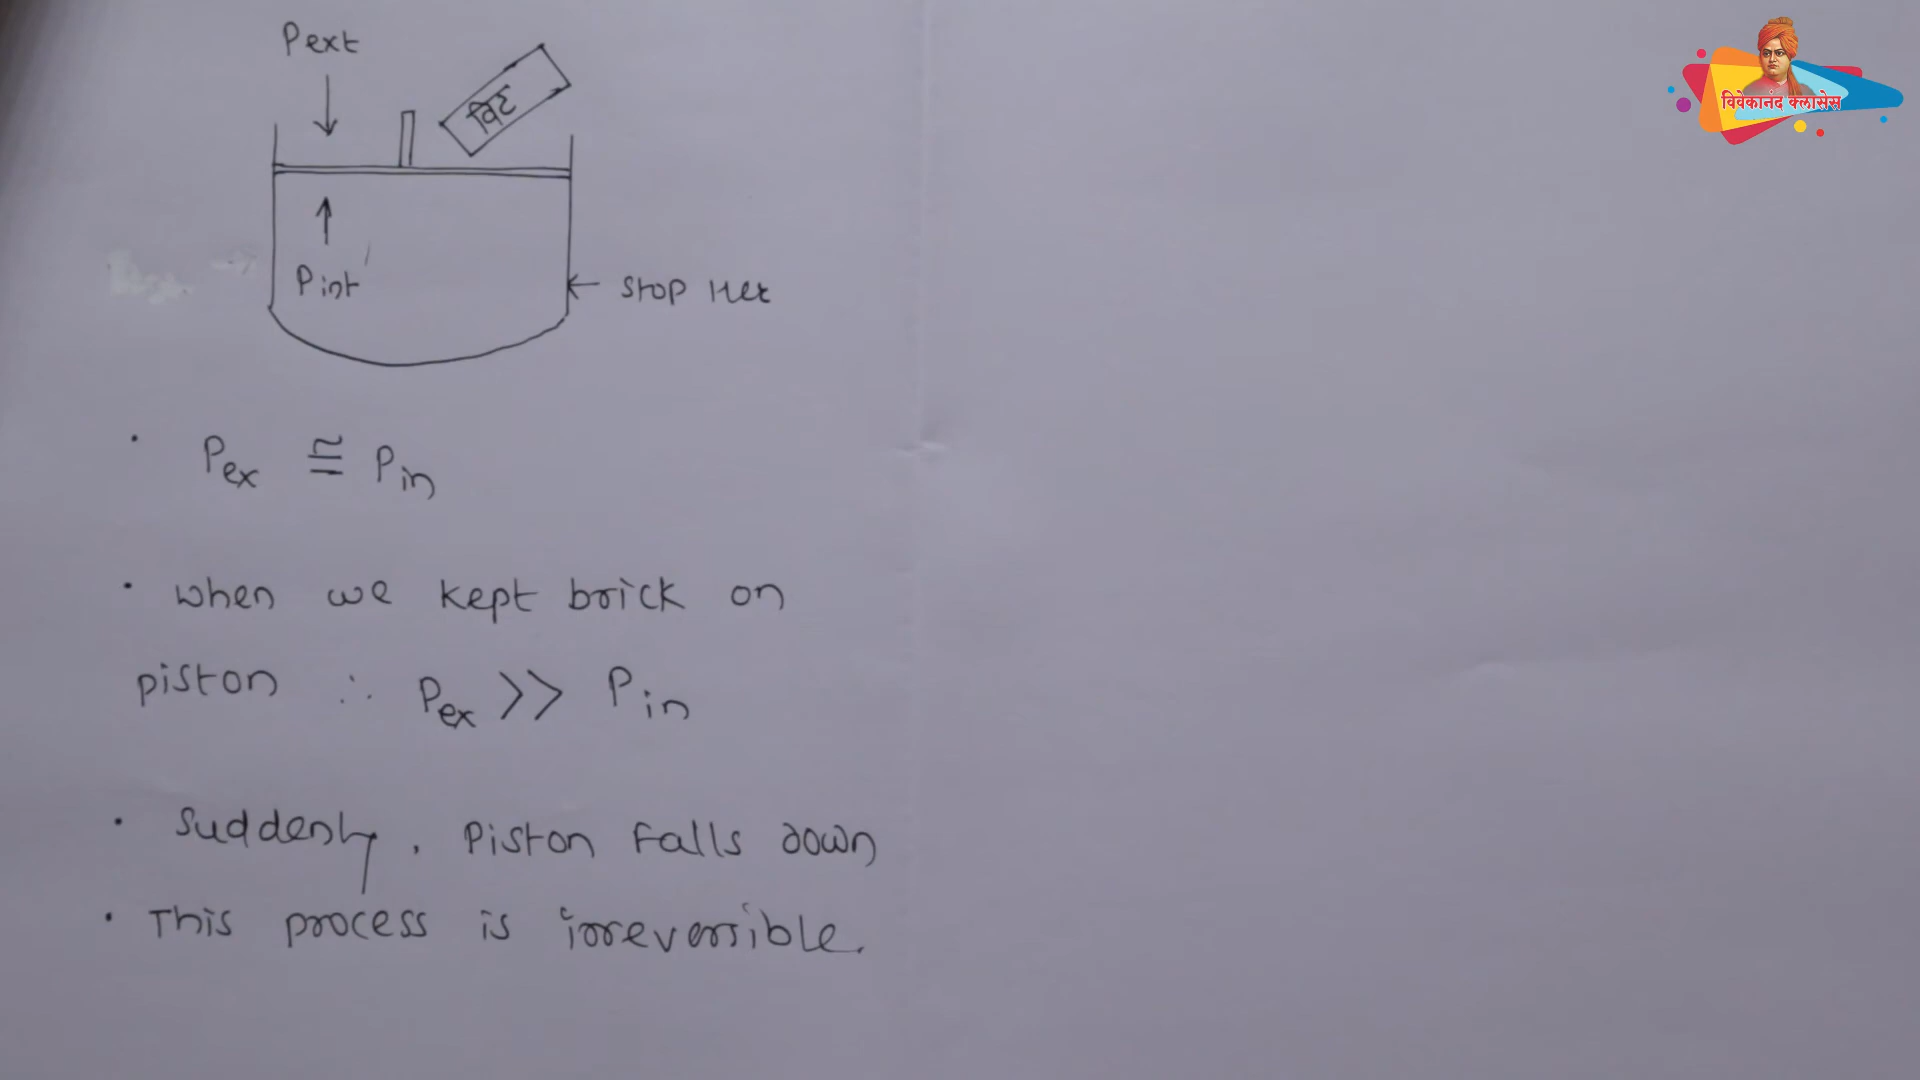 Pext
विट
Pint
← Stop
Pex ≅ Pin
• When we kept brick on
piston ∴ Pex >> Pin
• Suddenly, Piston Falls down
• This process is irreversible.
विवेकानंद क्लासेस